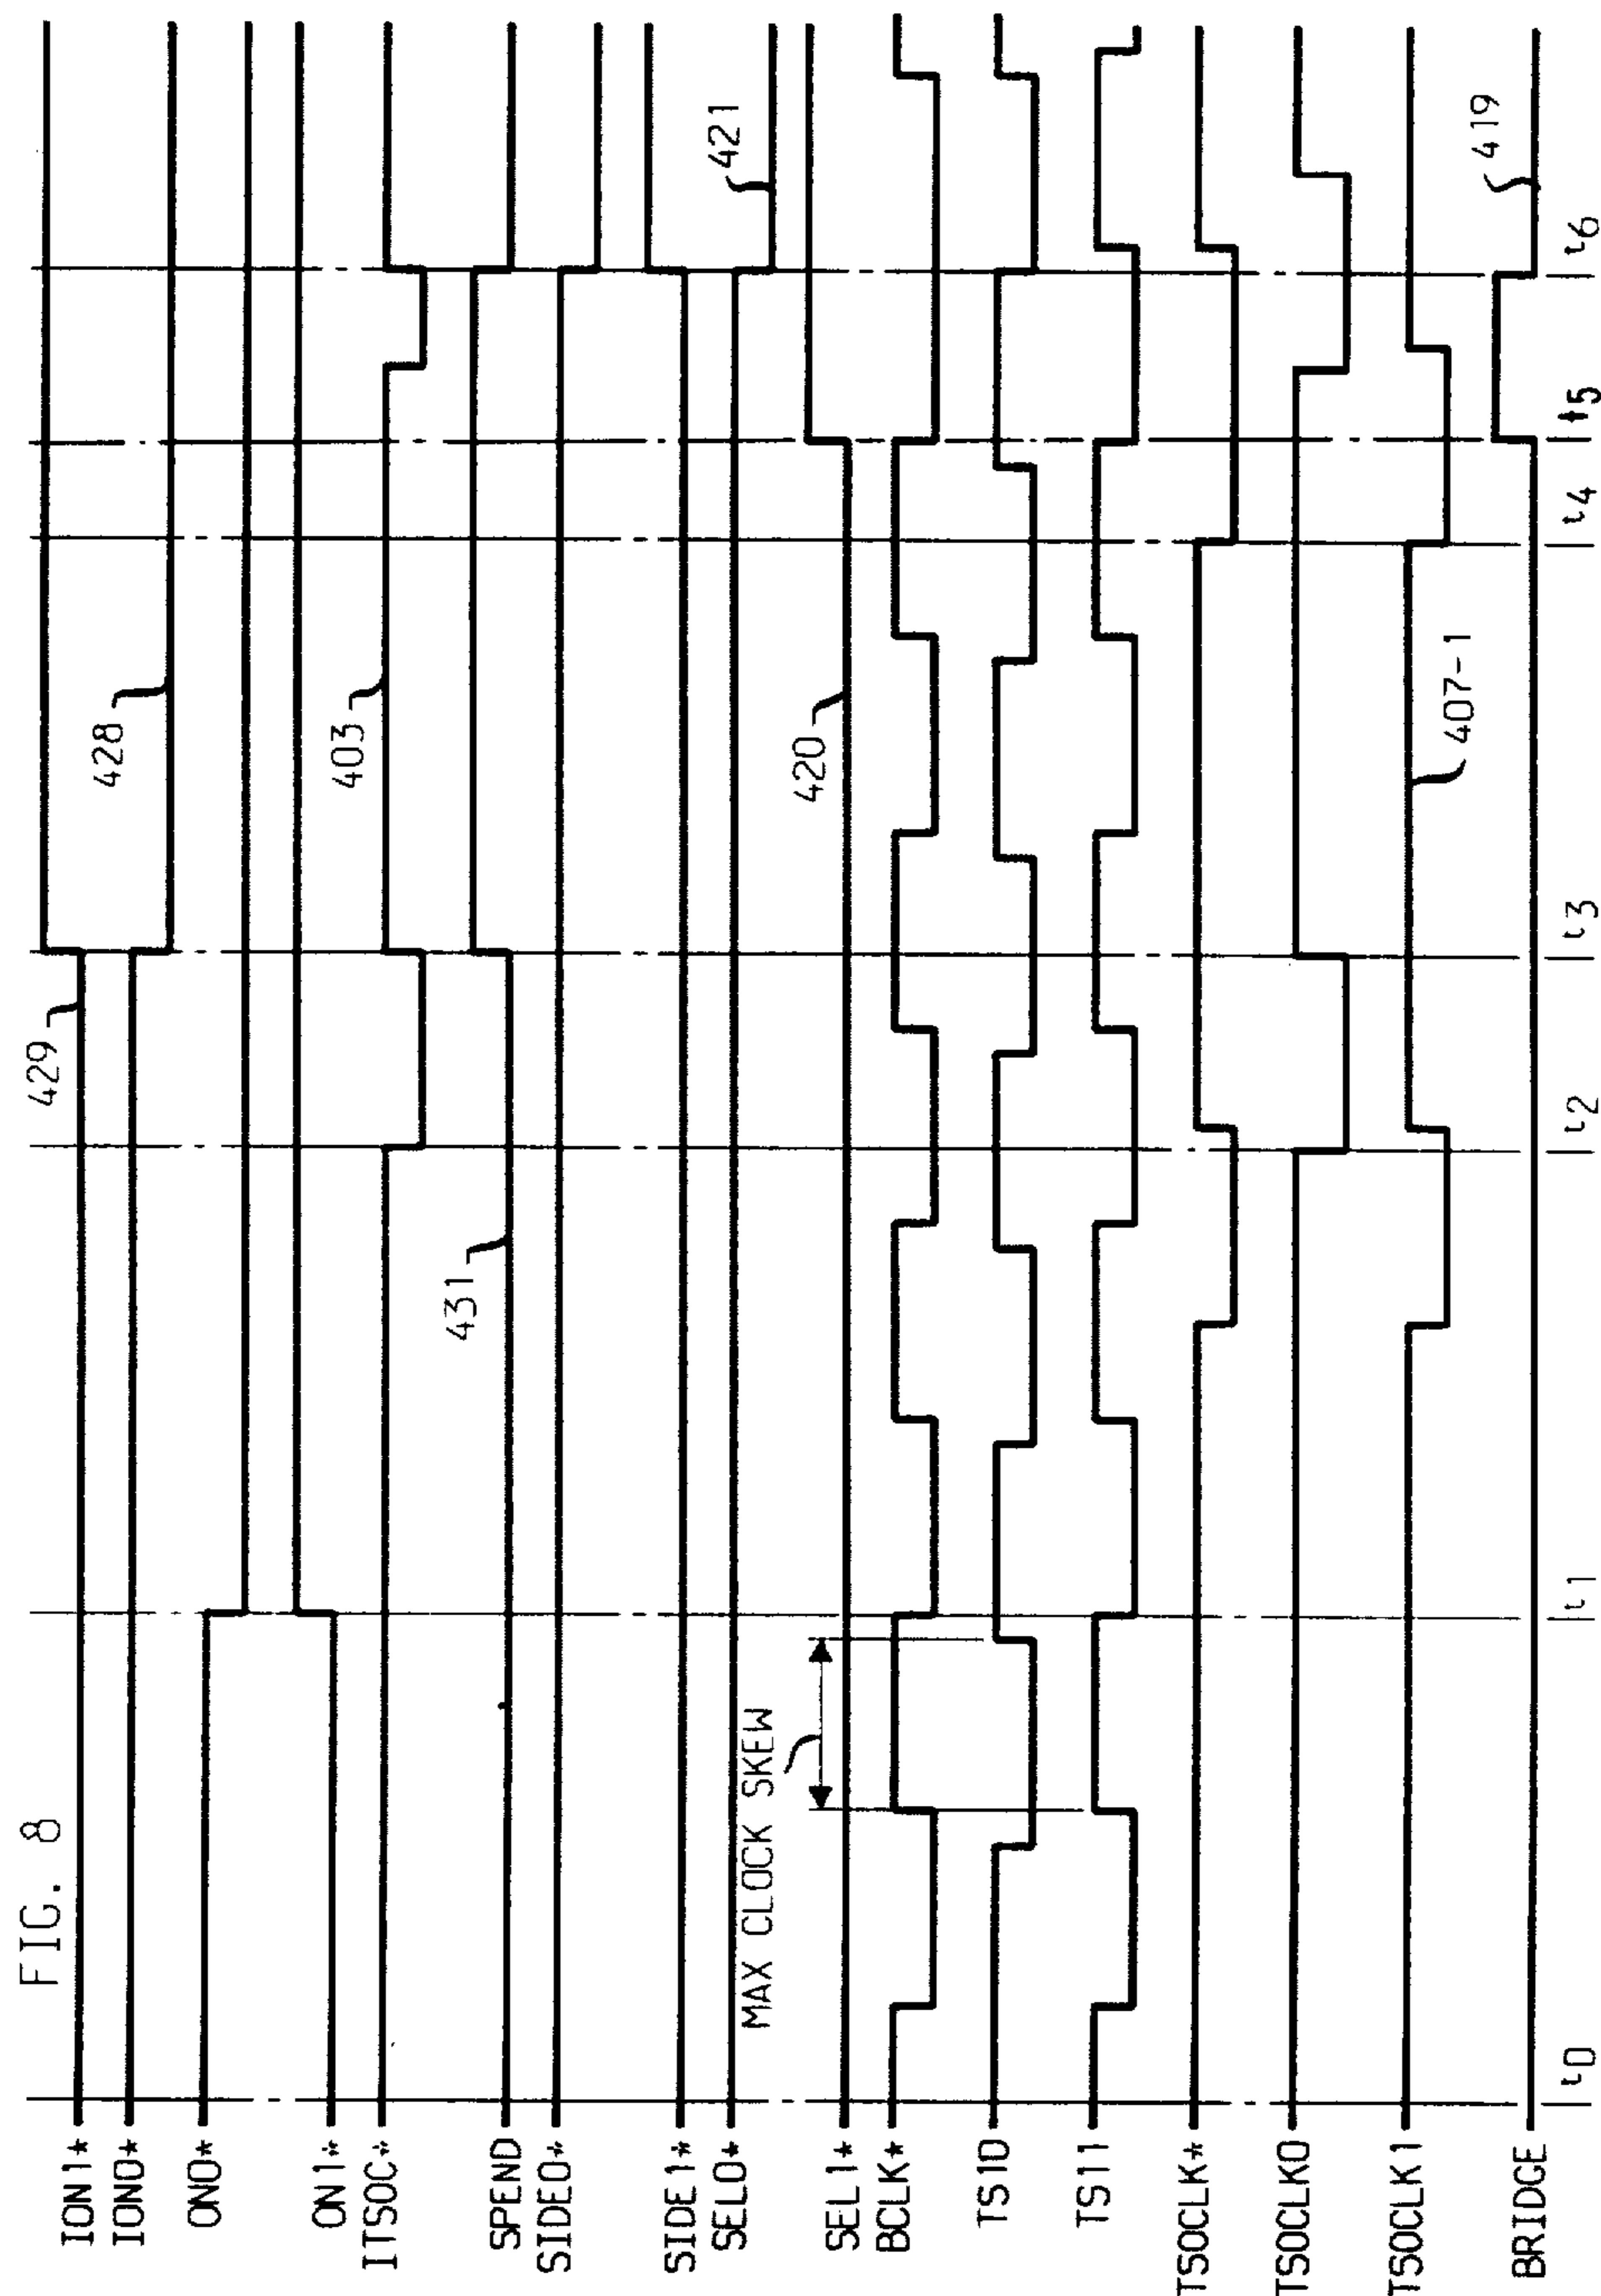 FIG. 8
ION1*
ION0*
ON0*
ON1*
ITSOC*
SPEND
SIDE0*
SIDE1*
SEL0*
SEL1*
BCLK*
TS10
TS11
TSOCLK*
TSOCLK0
TSOCLK1
BRIDGE
429
428
403
431
421
420
MAX CLOCK SKEW
407-1
419
t0
t1
t2
t3
t4
t5
t6